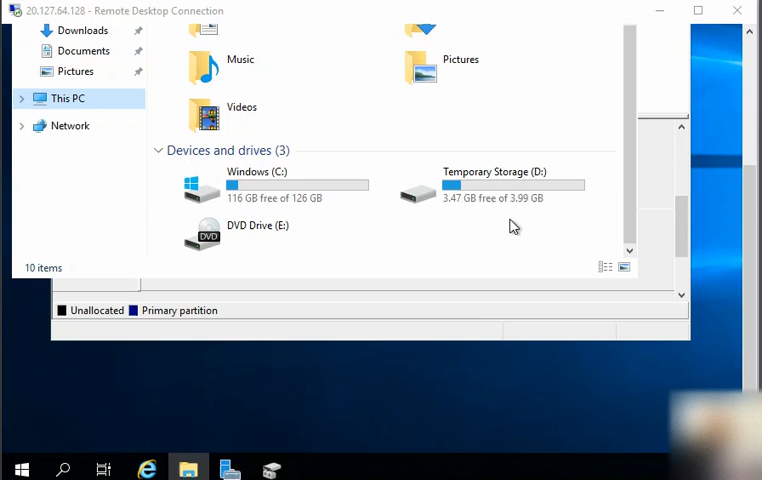 20.127.64.128 - Remote Desktop Connection
Downloads
Documents
Pictures
This PC
Network
Music
Pictures
Videos
Devices and drives (3)
Windows (C:)
116 GB free of 126 GB
Temporary Storage (D:)
3.47 GB free of 3.99 GB
DVD Drive (E:)
DVD
10 items
Unallocated
Primary partition